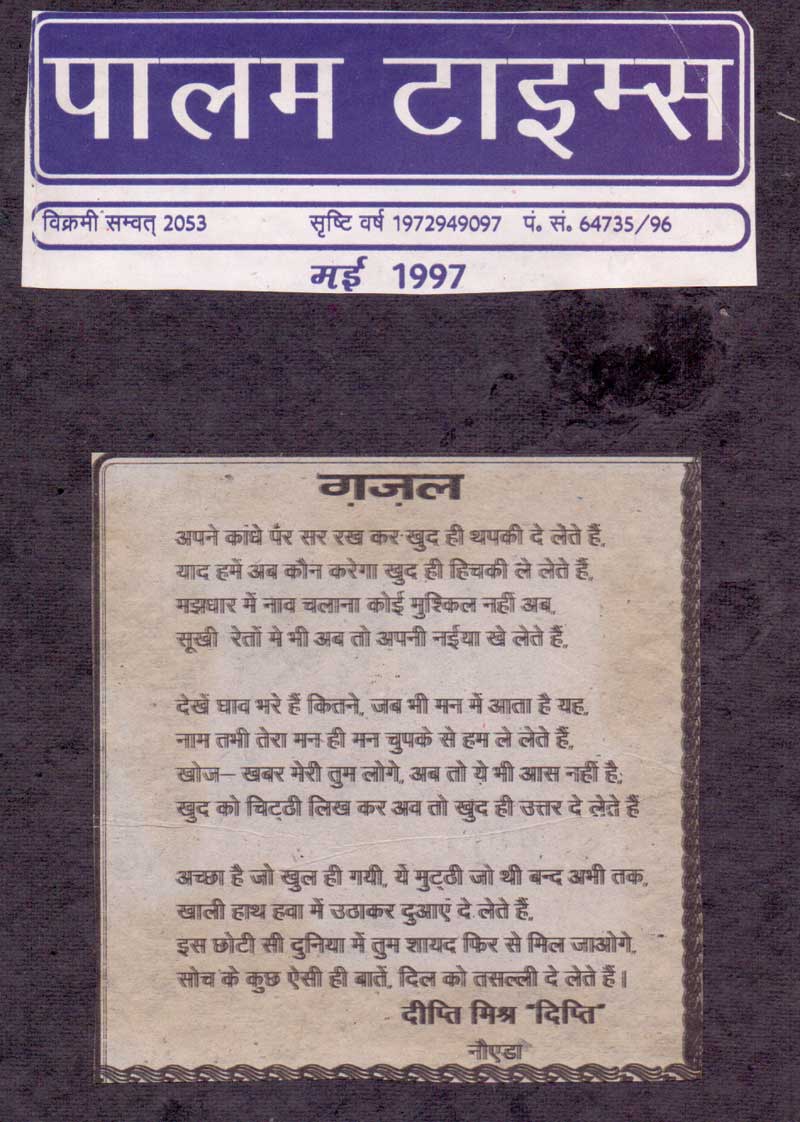 पालम टाइम्स
विक्रमी सम्वत् 2053 सृष्टि वर्ष 1972949097 पं. सं. 64735/96
मई 1997
ग़ज़ल
अपने कांधे पर सर रख कर खुद ही थपकी दे लेते हैं,
याद हमें अब कौन करेगा खुद ही हिचकी ले लेते हैं,
मझधार में नाव चलाना कोई मुश्किल नहीं अब,
सूखी रेतों मे भी अब तो अपनी नईया खे लेते हैं,
देखें घाव भरे हैं कितने, जब भी मन में आता है यह,
नाम तभी तेरा मन ही मन चुपके से हम ले लेते हैं,
खोज– खबर मेरी तुम लोगे, अब तो ये भी आस नहीं है;
खुद को चिट्ठी लिख कर अव तो खुद ही उत्तर दे लेते हैं
अच्छा है जो खुल ही गयी, ये मुट्ठी जो थी बन्द अभी तक,
खाली हाथ हवा में उठाकर दुआएं दे लेते हैं,
इस छोटी सी दुनिया में तुम शायद फिर से मिल जाओगे,
सोच के कुछ ऐसी ही बातें, दिल को तसल्ली दे लेते हैं।
दीप्ति मिश्र "दिप्ति"
नौएडा